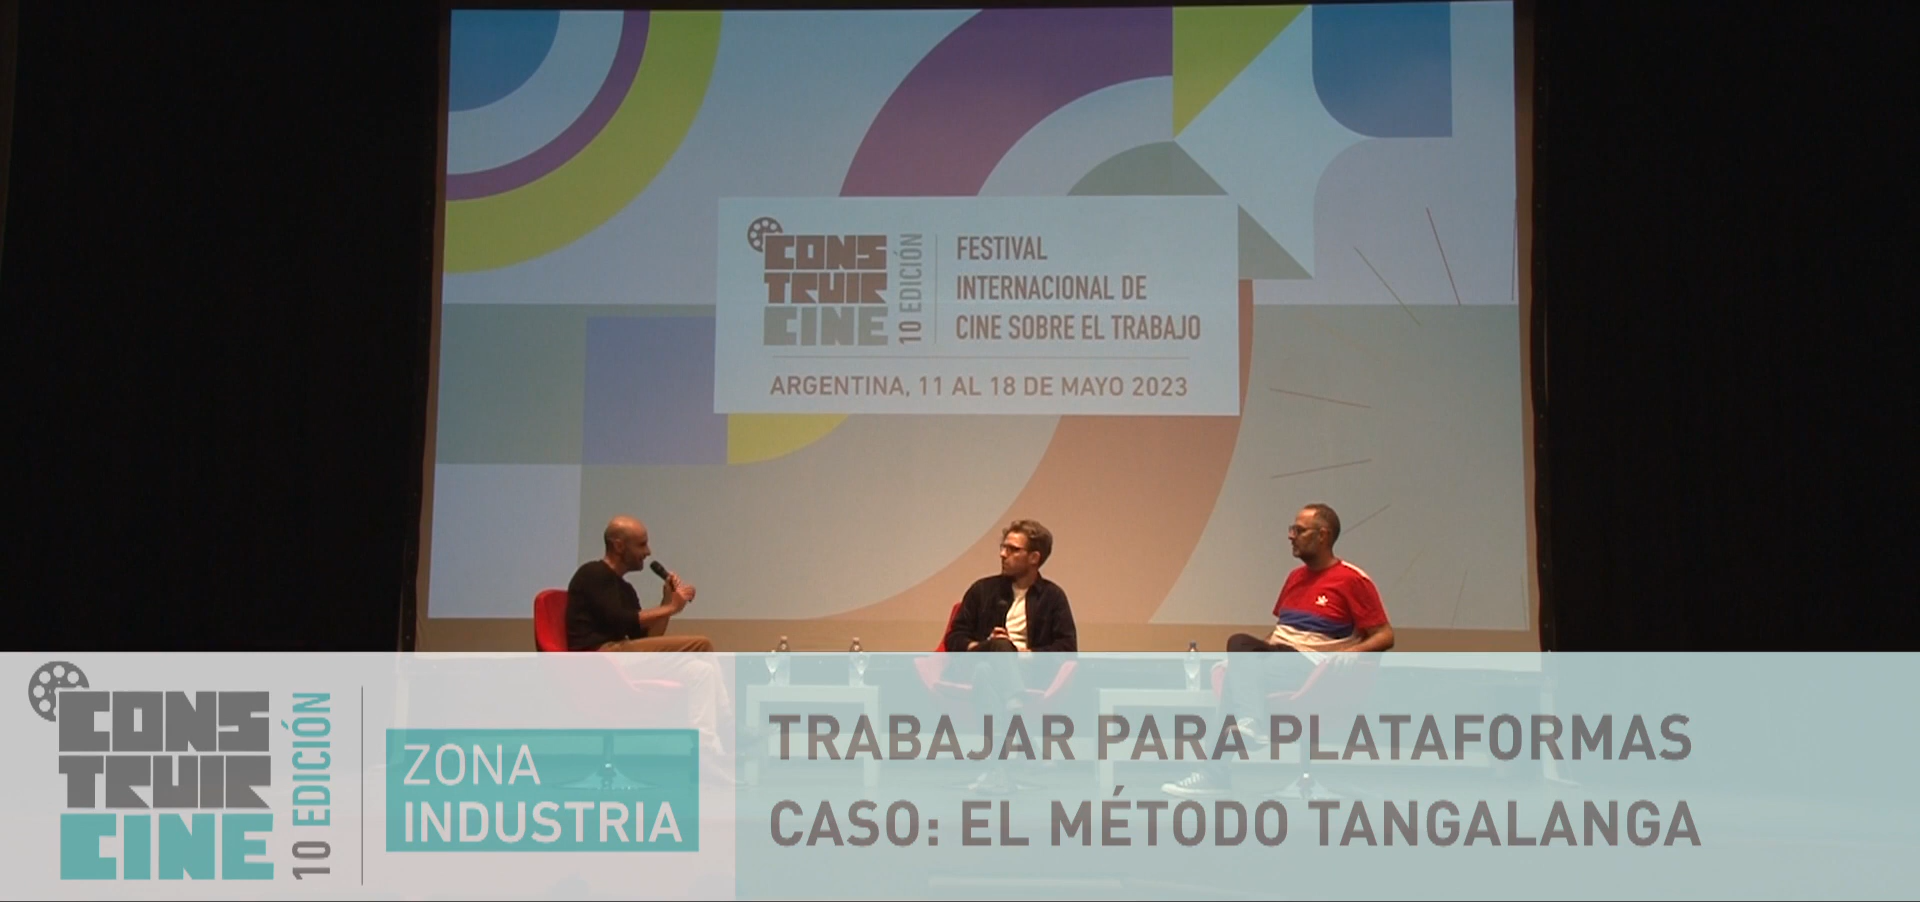 CONS
TRUIR
CINE
10 EDICIÓN
FESTIVAL
INTERNACIONAL DE
CINE SOBRE EL TRABAJO
ARGENTINA, 11 AL 18 DE MAYO 2023
CONS
TRUIR
CINE
10 EDICIÓN
ZONA
INDUSTRIA
TRABAJAR PARA PLATAFORMAS
CASO: EL MÉTODO TANGALANGA